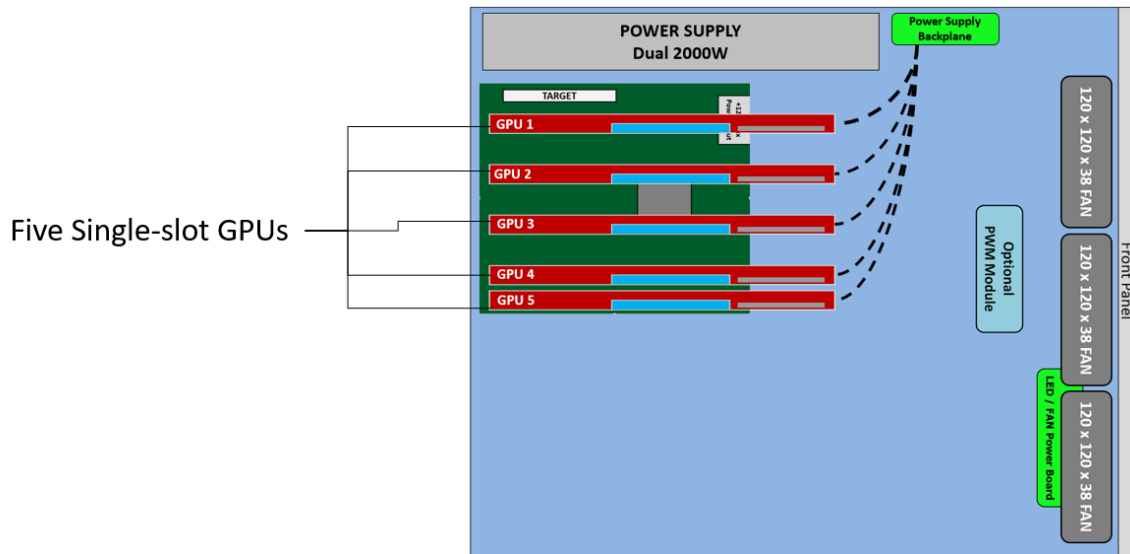 POWER SUPPLY
Dual 2000W
Power Supply
Backplane
TARGET
GPU 1
GPU 2
GPU 3
GPU 4
GPU 5
Five Single-slot GPUs
Optional
PWM Module
120 x 120 x 38 FAN
120 x 120 x 38 FAN
120 x 120 x 38 FAN
LED / FAN Power Board
Front Panel